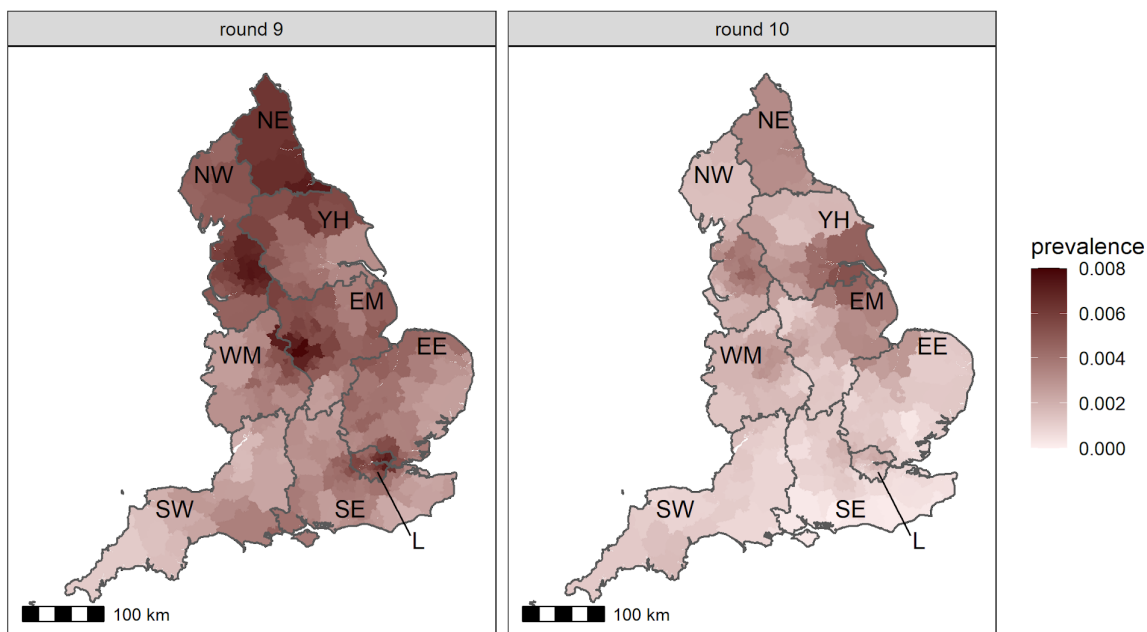 round 9
round 10
NE
NW
YH
EM
WM
EE
SW
SE
L
100 km
NE
NW
YH
EM
WM
EE
SW
SE
L
100 km
prevalence
0.008
0.006
0.004
0.002
0.000